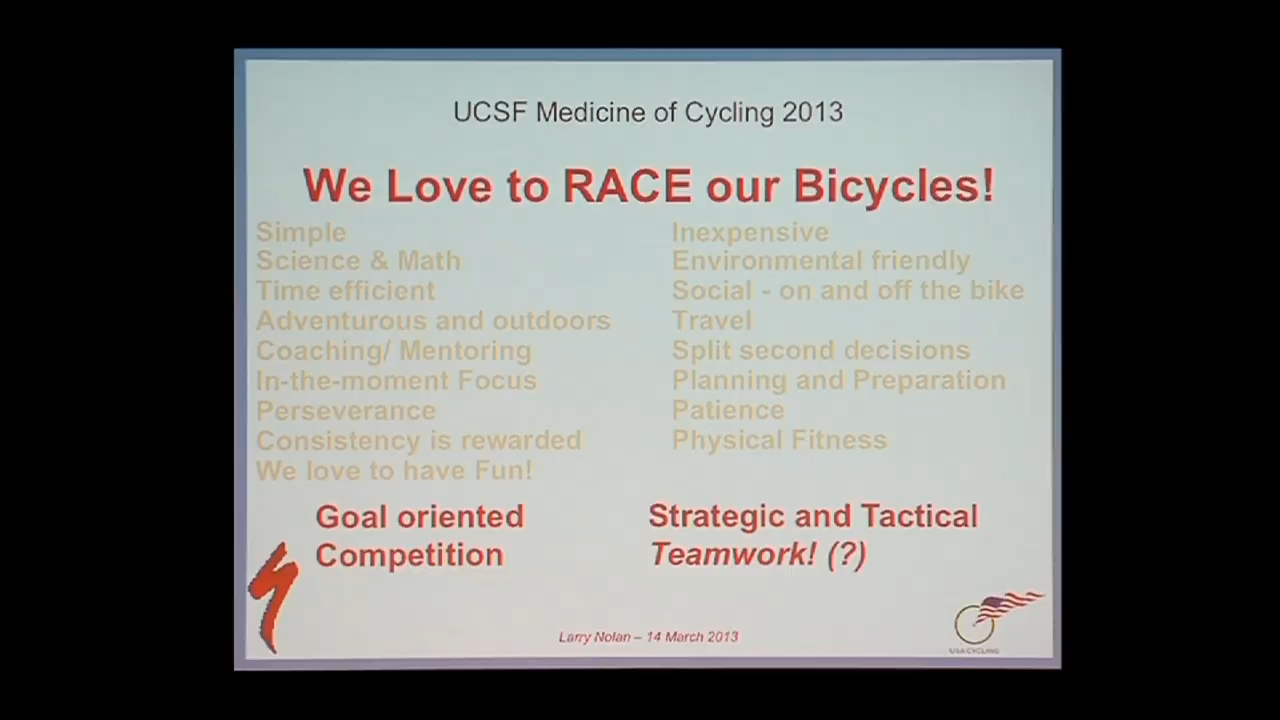 UCSF Medicine of Cycling 2013
We Love to RACE our Bicycles!
Simple
Science & Math
Time efficient
Adventurous and outdoors
Coaching/ Mentoring
In-the-moment Focus
Perseverance
Consistency is rewarded
We love to have Fun!
Inexpensive
Environmental friendly
Social - on and off the bike
Travel
Split second decisions
Planning and Preparation
Patience
Physical Fitness
Goal oriented
Competition
Strategic and Tactical
Teamwork! (?)
Larry Nolan – 14 March 2013
USA CYCLING